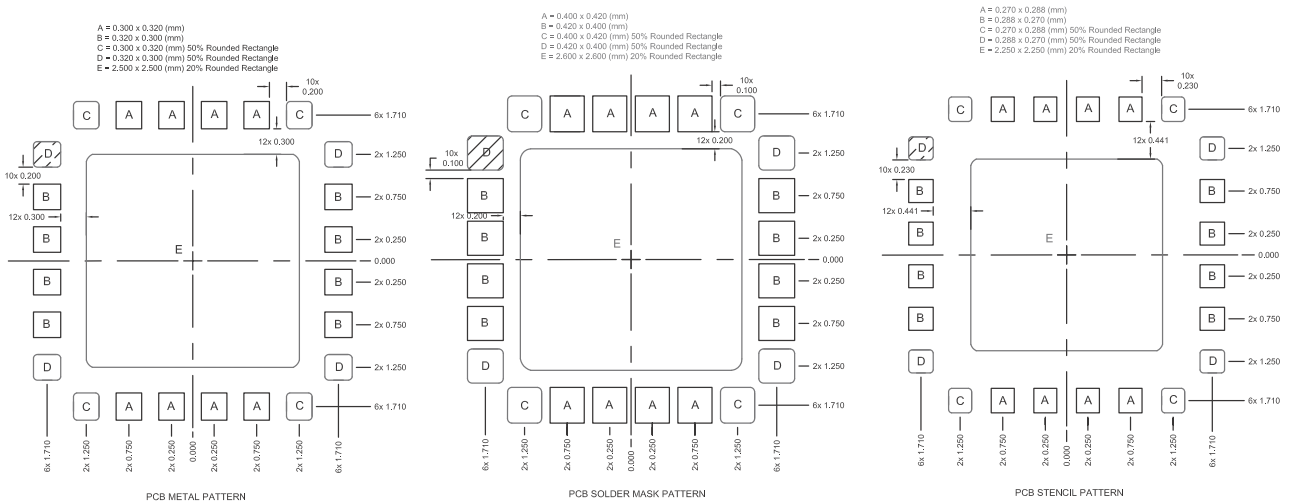 A = 0.300 x 0.320 (mm)
B = 0.320 x 0.300 (mm)
C = 0.300 x 0.320 (mm) 50% Rounded Rectangle
D = 0.320 x 0.300 (mm) 50% Rounded Rectangle
E = 2.500 x 2.500 (mm) 20% Rounded Rectangle
10x
0.200
C A A A A C
6x 1.710
12x 0.300
D D
2x 1.250
10x 0.200
B B
2x 0.750
12x 0.300
B B
2x 0.250
E
0.000
B B
2x 0.250
B B
2x 0.750
D D
2x 1.250
C A A A A C
6x 1.710
6x 1.710
2x 1.250
2x 0.750
0.000
2x 0.250
2x 0.750
2x 1.250
6x 1.710
PCB METAL PATTERN
A = 0.400 x 0.420 (mm)
B = 0.420 x 0.400 (mm)
C = 0.400 x 0.420 (mm) 50% Rounded Rectangle
D = 0.420 x 0.400 (mm) 50% Rounded Rectangle
E = 2.600 x 2.600 (mm) 20% Rounded Rectangle
10x
0.100
C A A A A C
6x 1.710
12x 0.200
D D
2x 1.250
10x
0.100
B B
2x 0.750
12x 0.200
B B
2x 0.250
E
0.000
B B
2x 0.250
B B
2x 0.750
D D
2x 1.250
C A A A A C
6x 1.710
6x 1.710
2x 1.250
2x 0.750
2x 0.250
0.000
2x 0.250
2x 0.750
2x 1.250
6x 1.710
PCB SOLDER MASK PATTERN
A = 0.270 x 0.288 (mm)
B = 0.288 x 0.270 (mm)
C = 0.270 x 0.288 (mm) 50% Rounded Rectangle
D = 0.288 x 0.270 (mm) 50% Rounded Rectangle
E = 2.250 x 2.250 (mm) 20% Rounded Rectangle
10x
0.230
C A A A A C
6x 1.710
12x 0.441
D D
2x 1.250
10x 0.230
B B
2x 0.750
12x 0.441
B B
2x 0.250
E
0.000
B B
2x 0.250
B B
2x 0.750
D D
2x 1.250
C A A A A C
6x 1.710
6x 1.710
2x 1.250
2x 0.750
2x 0.250
0.000
2x 0.250
2x 0.750
2x 1.250
6x 1.710
PCB STENCIL PATTERN